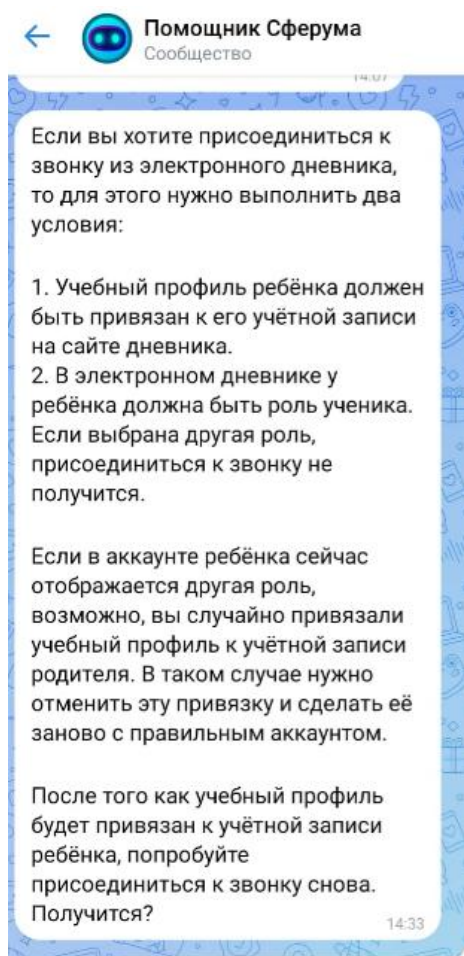 Помощник Сферума
Сообщество
14:07
Если вы хотите присоединиться к
звонку из электронного дневника,
то для этого нужно выполнить два
условия:
1. Учебный профиль ребёнка должен
быть привязан к его учётной записи
на сайте дневника.
2. В электронном дневнике у
ребёнка должна быть роль ученика.
Если выбрана другая роль,
присоединиться к звонку не
получится.
Если в аккаунте ребёнка сейчас
отображается другая роль,
возможно, вы случайно привязали
учебный профиль к учётной записи
родителя. В таком случае нужно
отменить эту привязку и сделать её
заново с правильным аккаунтом.
После того как учебный профиль
будет привязан к учётной записи
ребёнка, попробуйте
присоединиться к звонку снова.
Получится?
14:33